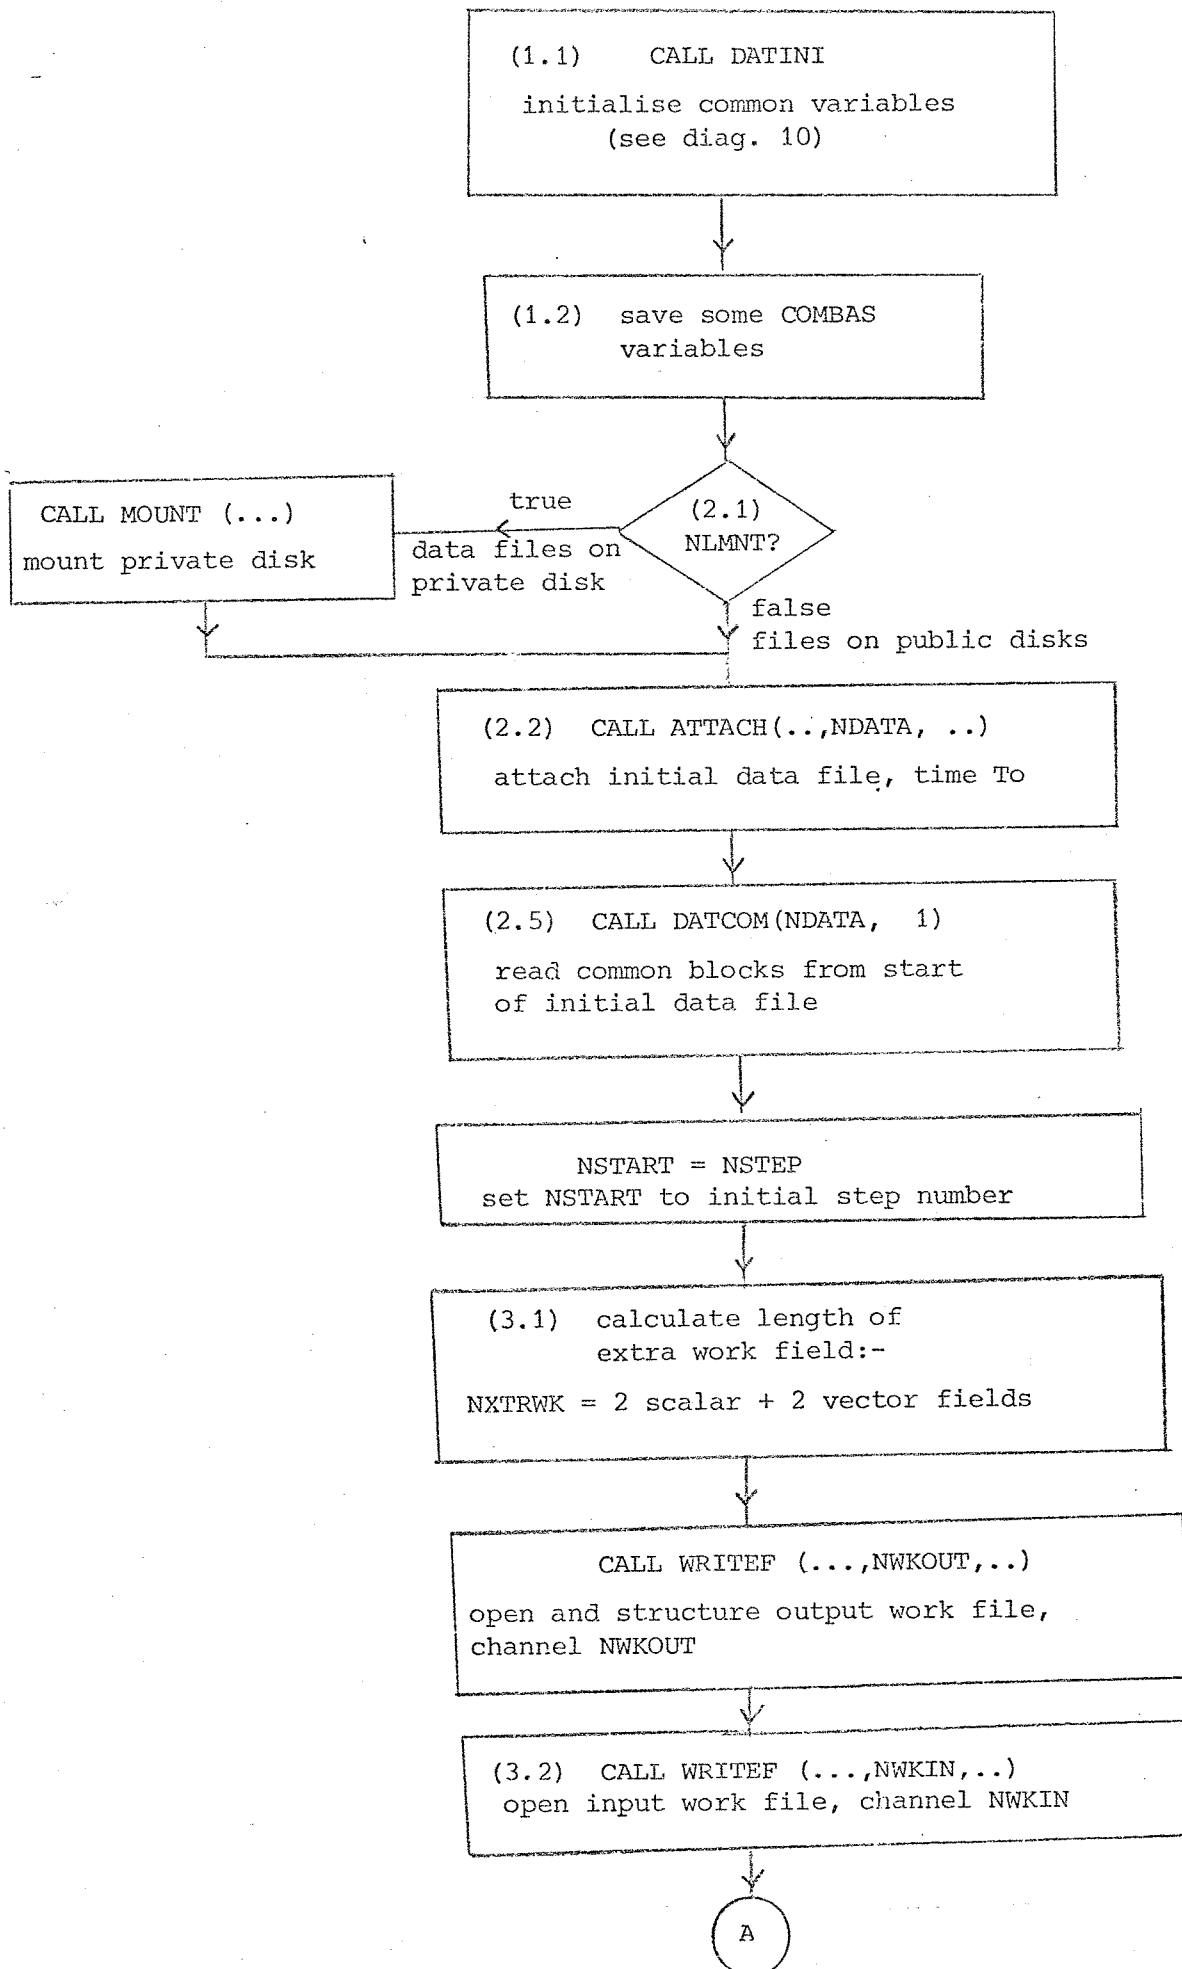 (1.1) CALL DATINI
initialise common variables
(see diag. 10)
(1.2) save some COMBAS
variables
(2.1)
NLMNT?
true
data files on
private disk
CALL MOUNT (...)
mount private disk
false
files on public disks
(2.2) CALL ATTACH(..,NDATA, ..)
attach initial data file, time To
(2.5) CALL DATCOM(NDATA, 1)
read common blocks from start
of initial data file
NSTART = NSTEP
set NSTART to initial step number
(3.1) calculate length of
extra work field:-
NXTRWK = 2 scalar + 2 vector fields
CALL WRITEF (...,NWKOUT,..)
open and structure output work file,
channel NWKOUT
(3.2) CALL WRITEF (...,NWKIN,..)
open input work file, channel NWKIN
A